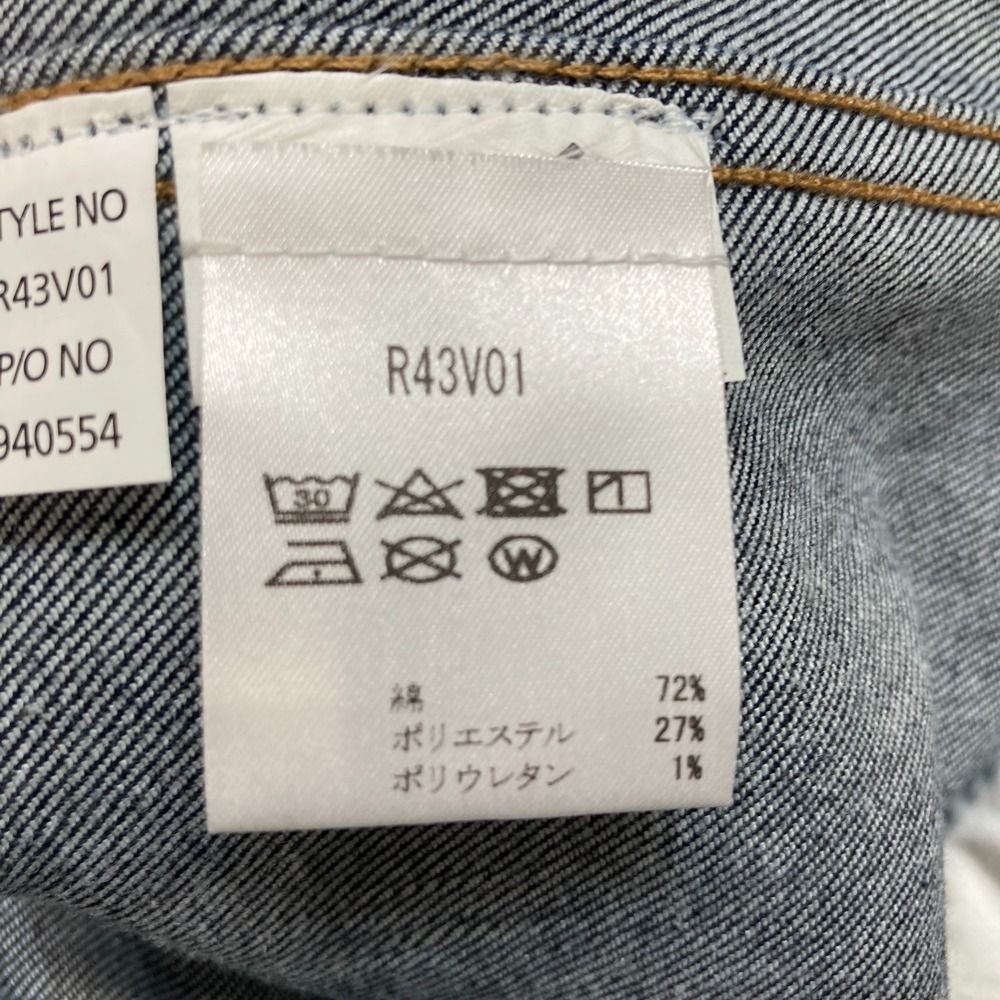 TYLE NO
R43V01
P/O NO
940554
R43V01
30
W
綿 72%
ポリエステル 27%
ポリウレタン 1%